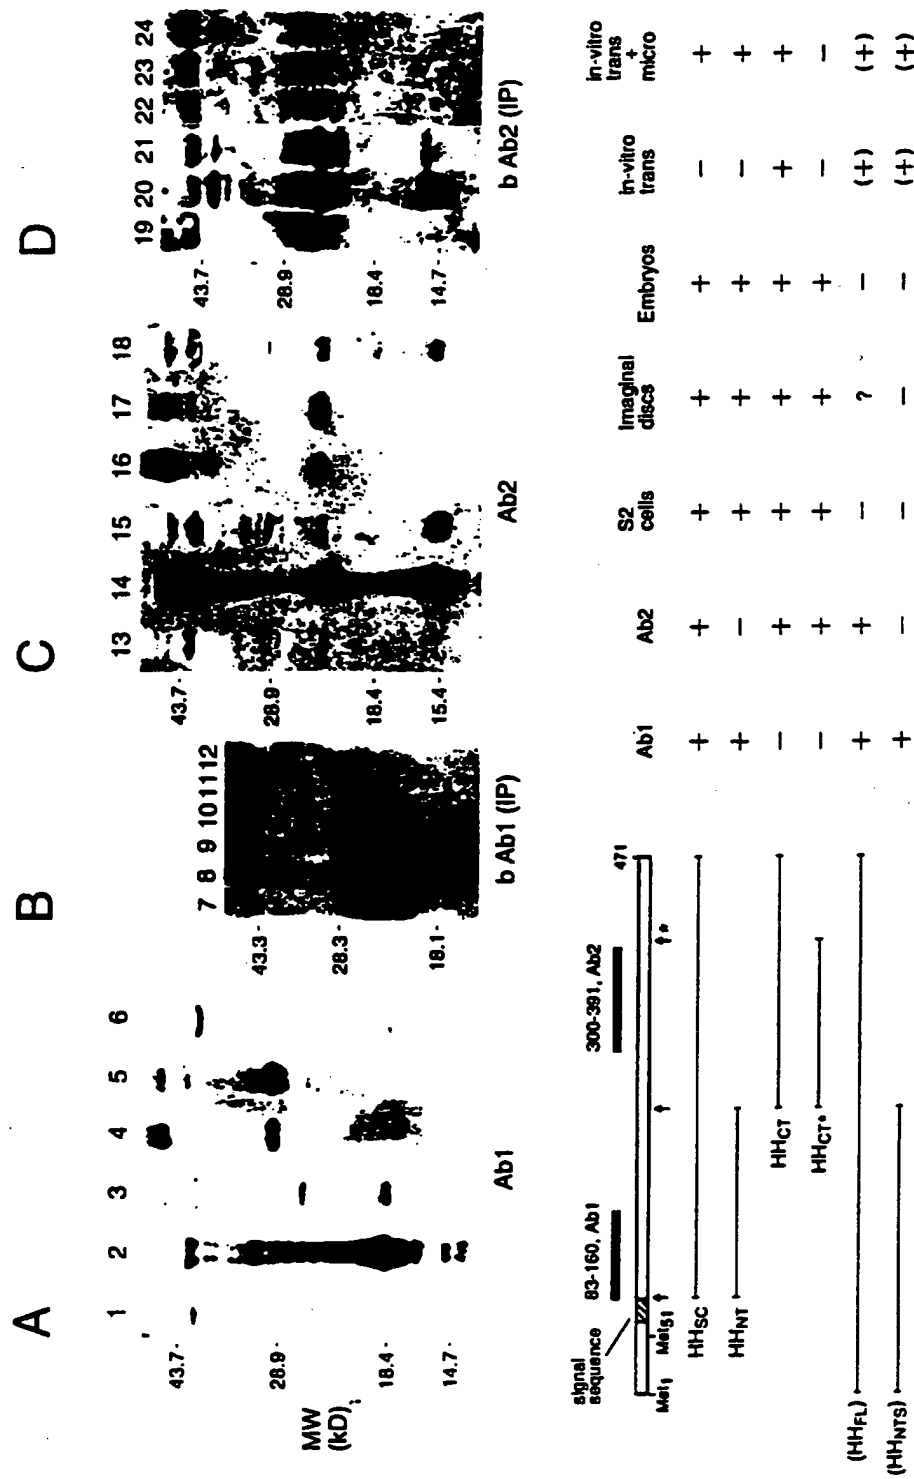 A
1 2 3 4 5 6
MW (kD)
43.7 -
28.9 -
18.4 -
14.7 -
Ab1
B
7 8 9 10 11 12
43.3 -
28.3 -
18.1 -
b Ab1 (IP)
C
13 14 15 16 17 18
43.7 -
28.9 -
18.4 -
15.4 -
Ab2
D
19 20 21 22 23 24
43.7 -
28.9 -
18.4 -
14.7 -
b Ab2 (IP)
signal sequence
83-160, Ab1
300-391, Ab2
471
Met1
Met51
*
Ab1
Ab2
S2 cells
Imaginal discs
Embryos
In-vitro trans
In-vitro trans + micro
HHSC + + + + + - +
HHNT + - + + + - +
HHCT - + + + + + +
HHCT* - + + + + - -
(HHFL) + + - ? - (+) (+)
(HHNTS) + - - - - (+) (+)